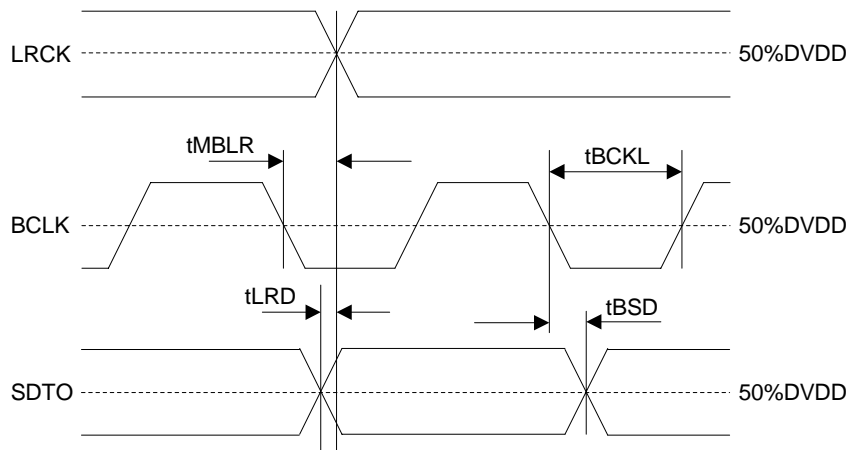 LRCK
50%DVDD
tMBLR
tBCKL
BCLK
50%DVDD
tLRD
tBSD
SDTO
50%DVDD